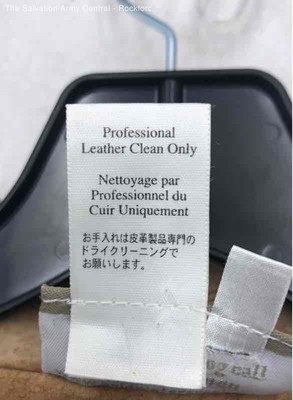 The Salvation Army Central - Rockford
Professional
Leather Clean Only
Nettoyage par
Professionnel du
Cuir Uniquement
お手入れは皮革製品専門の
ドライクリーニングで
お願いします。
call